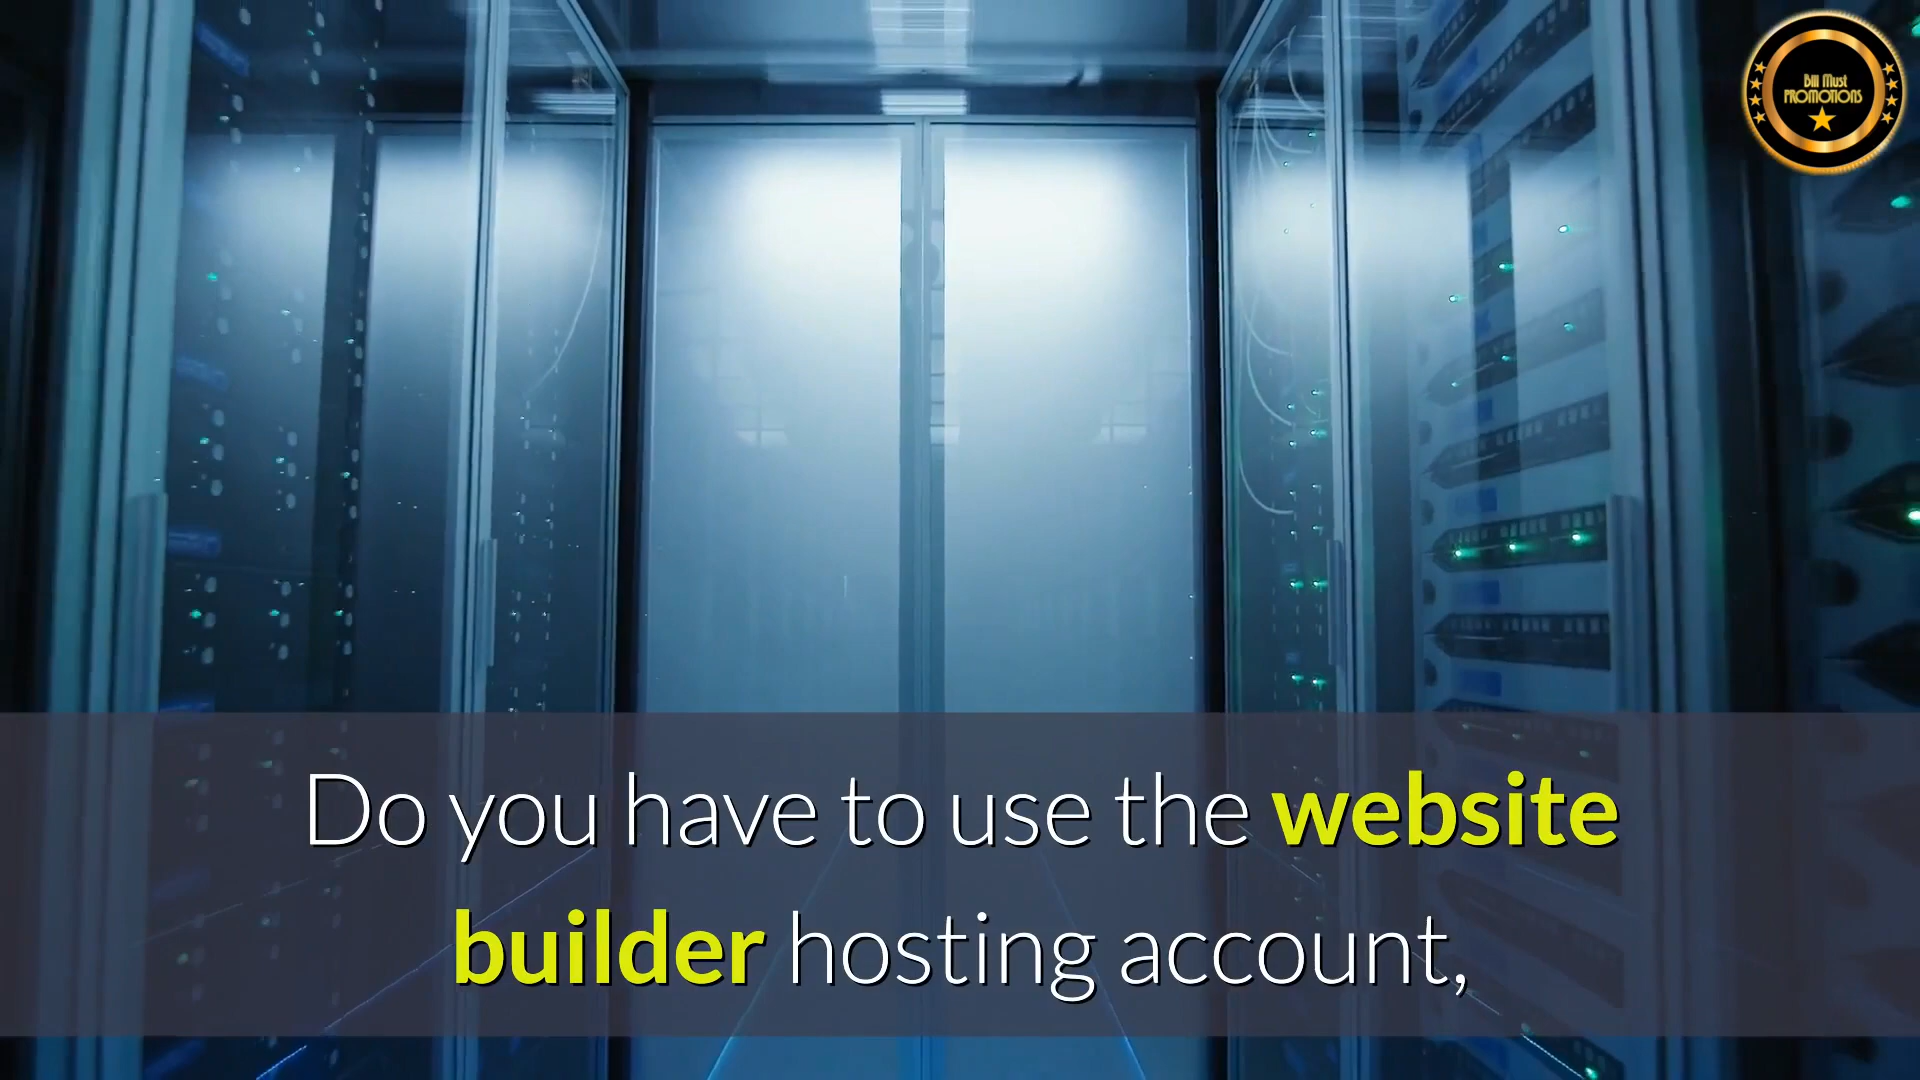 Bill Must
PROMOTIONS
Do you have to use the website
builder hosting account,